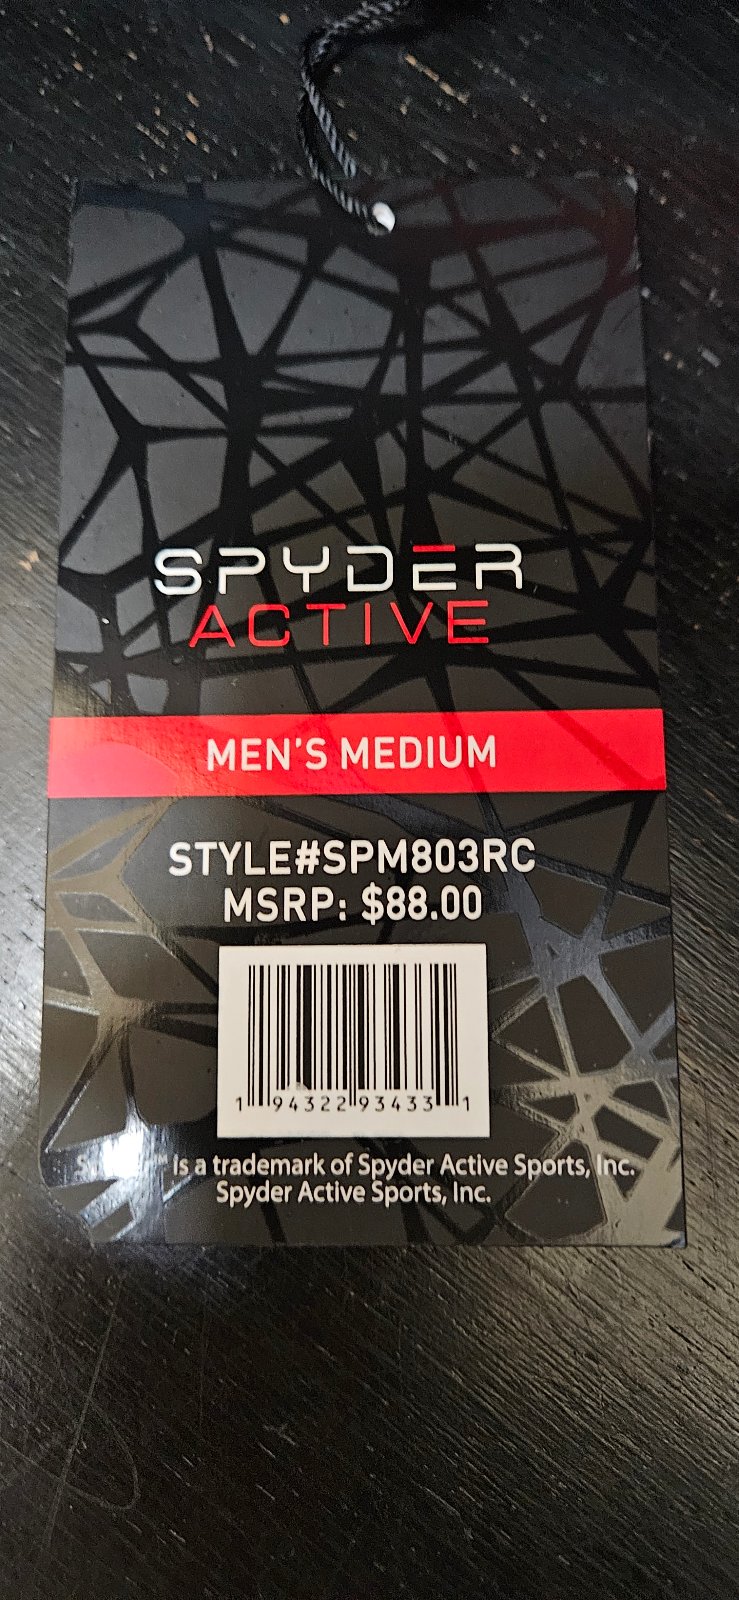 SPYDER
ACTIVE
MEN'S MEDIUM
STYLE#SPM803RC
MSRP: $88.00
1 94322 93433 1
is a trademark of Spyder Active Sports, Inc.
Spyder Active Sports, Inc.